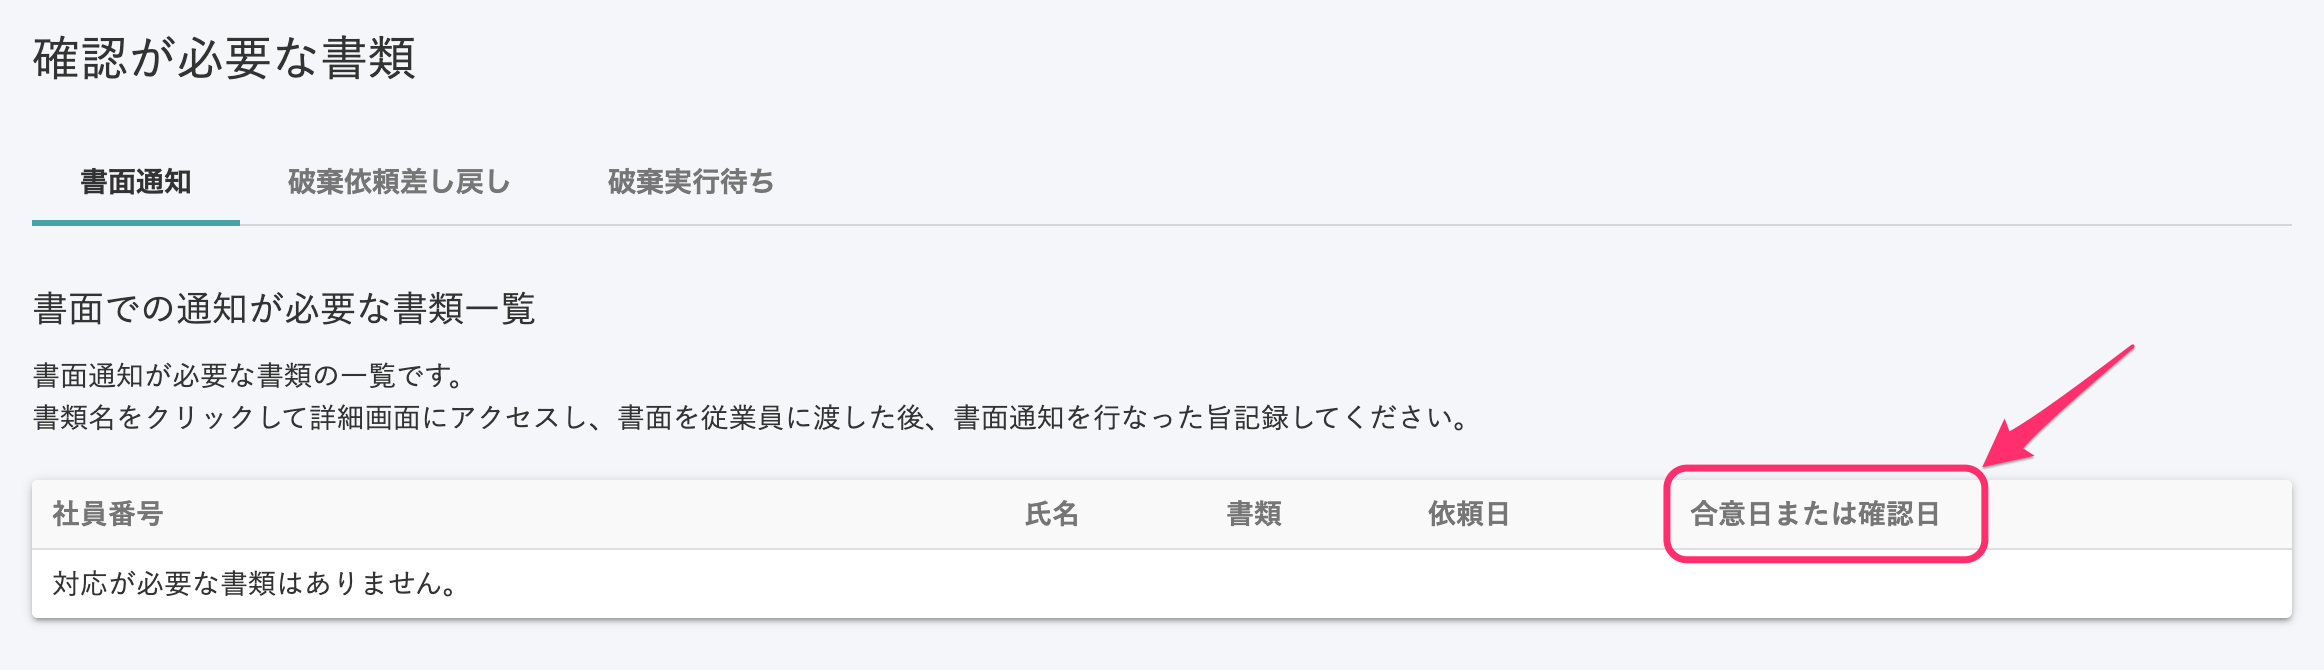 確認が必要な書類
書面通知 破棄依頼差し戻し 破棄実行待ち
書面での通知が必要な書類一覧
書面通知が必要な書類の一覧です。
書類名をクリックして詳細画面にアクセスし、書面を従業員に渡した後、書面通知を行なった旨記録してください。
社員番号 氏名 書類 依頼日 合意日または確認日
対応が必要な書類はありません。